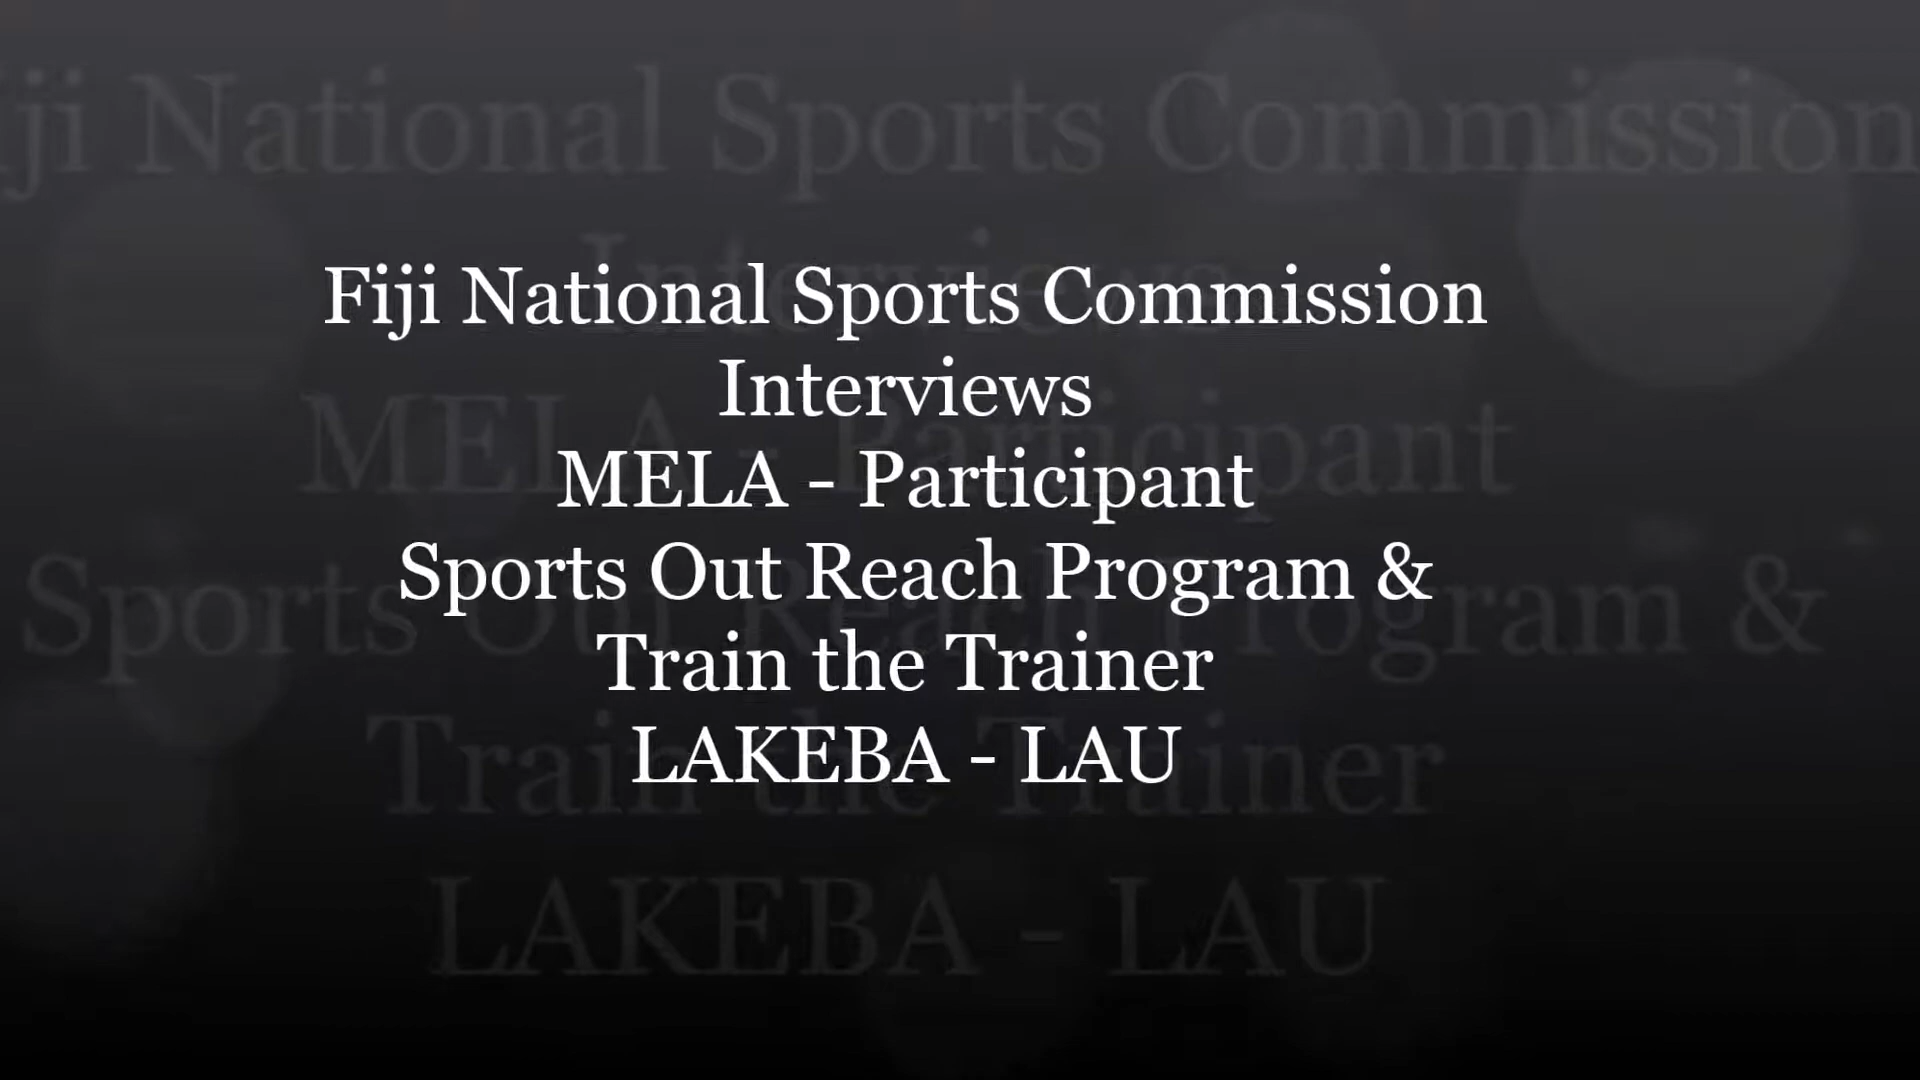 Fiji National Sports Commission
Interviews
MELA - Participant
Sports Out Reach Program &
Train the Trainer
LAKEBA - LAU